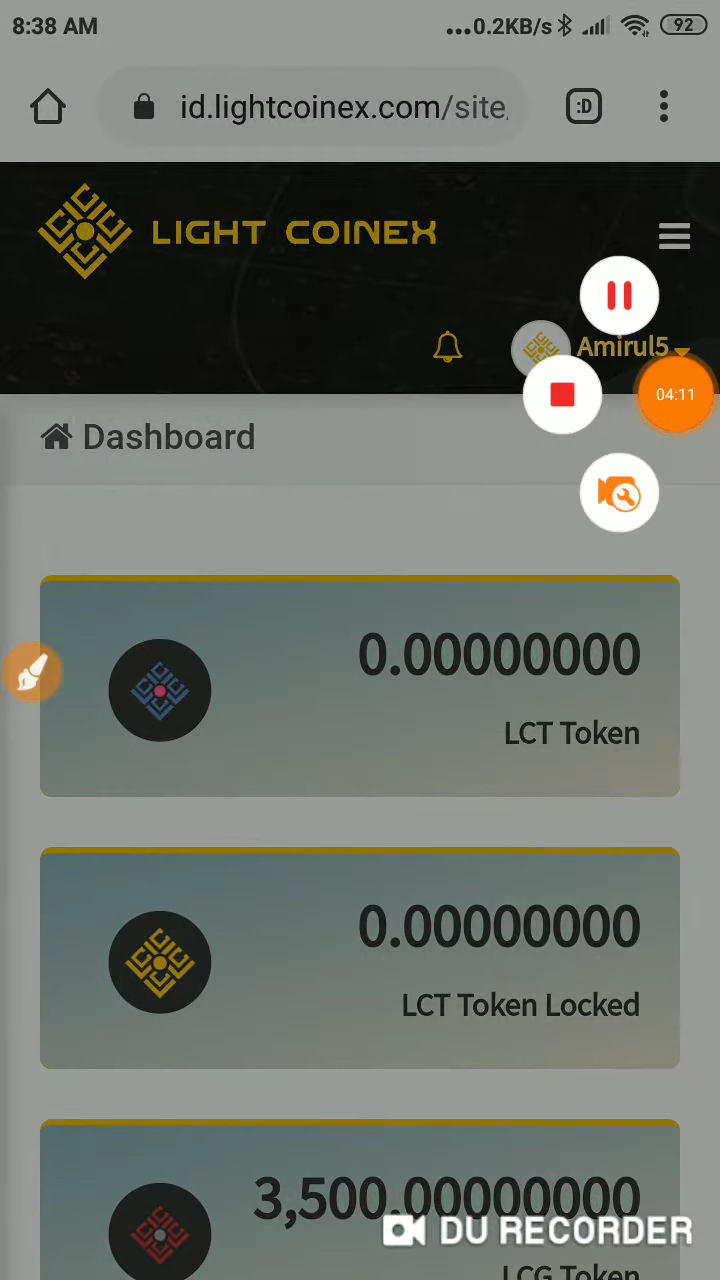 8:38 AM
...0.2KB/s
92
id.lightcoinex.com/site
:D
LIGHT COINEX
Amirul5
04:11
Dashboard
0.00000000
LCT Token
0.00000000
LCT Token Locked
3,500.00000000
LCG Token
DU RECORDER